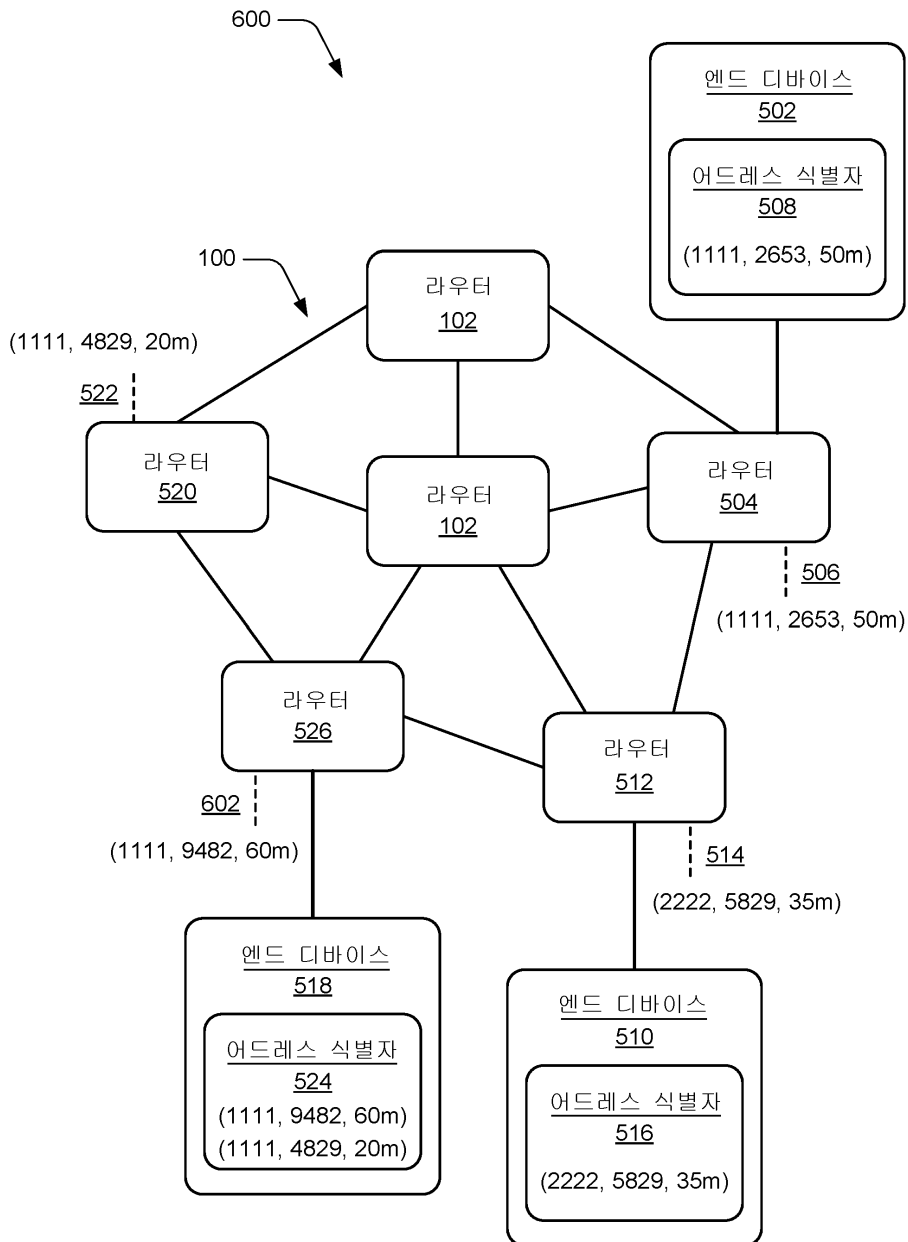 600
엔드 디바이스
502
어드레스 식별자
508
(1111, 2653, 50m)
100
라우터
102
(1111, 4829, 20m)
522
라우터
520
라우터
102
라우터
504
506
(1111, 2653, 50m)
라우터
526
라우터
512
602
(1111, 9482, 60m)
514
(2222, 5829, 35m)
엔드 디바이스
518
어드레스 식별자
524
(1111, 9482, 60m)
(1111, 4829, 20m)
엔드 디바이스
510
어드레스 식별자
516
(2222, 5829, 35m)